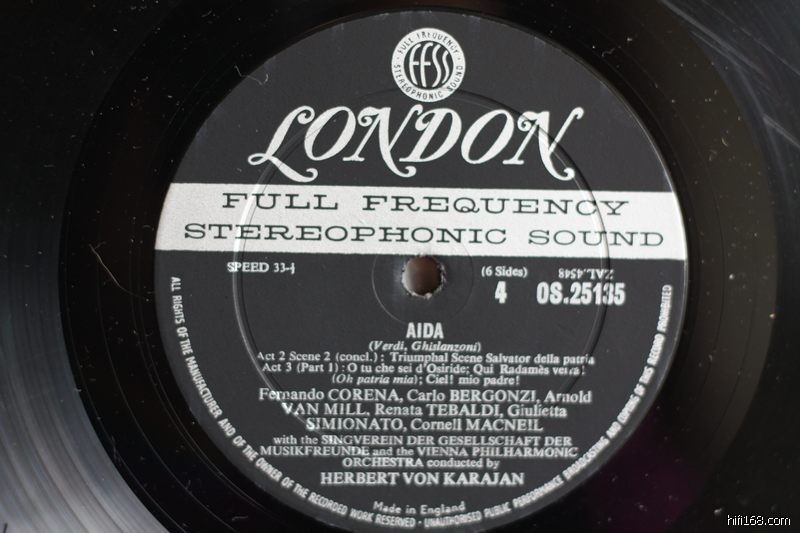 · FULL FREQUENCY ·
FFSS
STEREOPHONIC SOUND
LONDON
FULL FREQUENCY
STEREOPHONIC SOUND
SPEED 33-⅓
(6 Sides)
ZAL.4548
4 OS.25135
AIDA
(Verdi, Ghislanzoni)
Act 2 Scene 2 (concl.) : Triumphal Scene Salvator della patria
Act 3 (Part 1) : O tu che sei d'Osiride; Qui Radamès verra!
(Oh patria mia) ; Ciel! mio padre!
Fernando CORENA, Carlo BERGONZI, Arnold
VAN MILL, Renata TEBALDI, Giulietta
SIMIONATO, Cornell MACNEIL
with the SINGVEREIN DER GESELLSCHAFT DER
MUSIKFREUNDE and the VIENNA PHILHARMONIC
ORCHESTRA conducted by
HERBERT VON KARAJAN
Made in England
ALL RIGHTS OF THE MANUFACTURER AND OF THE OWNER OF THE RECORDED WORK RESERVED · UNAUTHORISED PUBLIC PERFORMANCE BROADCASTING AND COPYING OF THIS RECORD PROHIBITED
hifi168.com